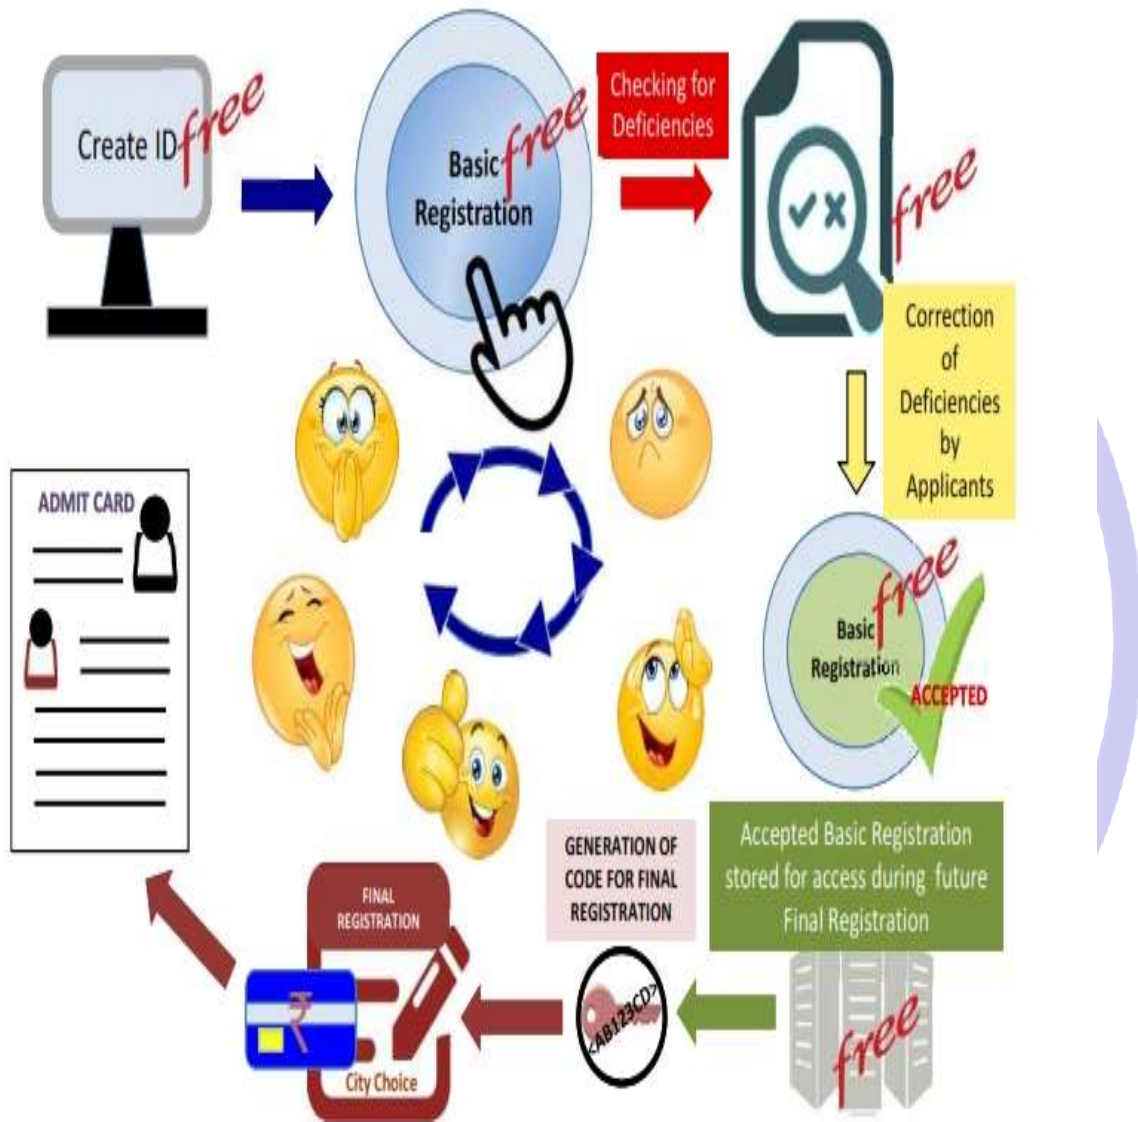 Create ID
free
Basic
Registration
free
Checking for
Deficiencies
free
Correction
of
Deficiencies
by
Applicants
Basic
Registration
free
ACCEPTED
Accepted Basic Registration
stored for access during future
Final Registration
free
GENERATION OF
CODE FOR FINAL
REGISTRATION
<AB123CD>
FINAL
REGISTRATION
₹
City Choice
ADMIT CARD